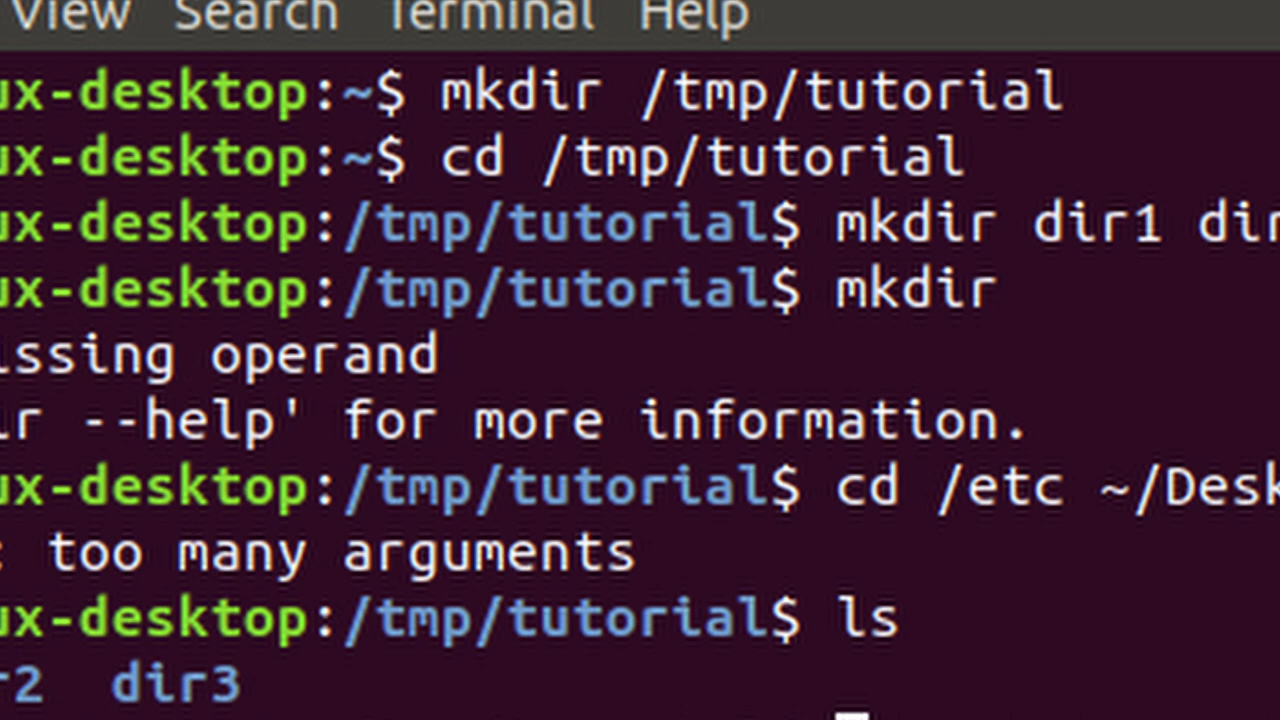 View Search Terminal Help
ux-desktop:~$ mkdir /tmp/tutorial
ux-desktop:~$ cd /tmp/tutorial
ux-desktop:/tmp/tutorial$ mkdir dir1 dir
ux-desktop:/tmp/tutorial$ mkdir
issing operand
ir --help' for more information.
ux-desktop:/tmp/tutorial$ cd /etc ~/Desk
: too many arguments
ux-desktop:/tmp/tutorial$ ls
r2 dir3